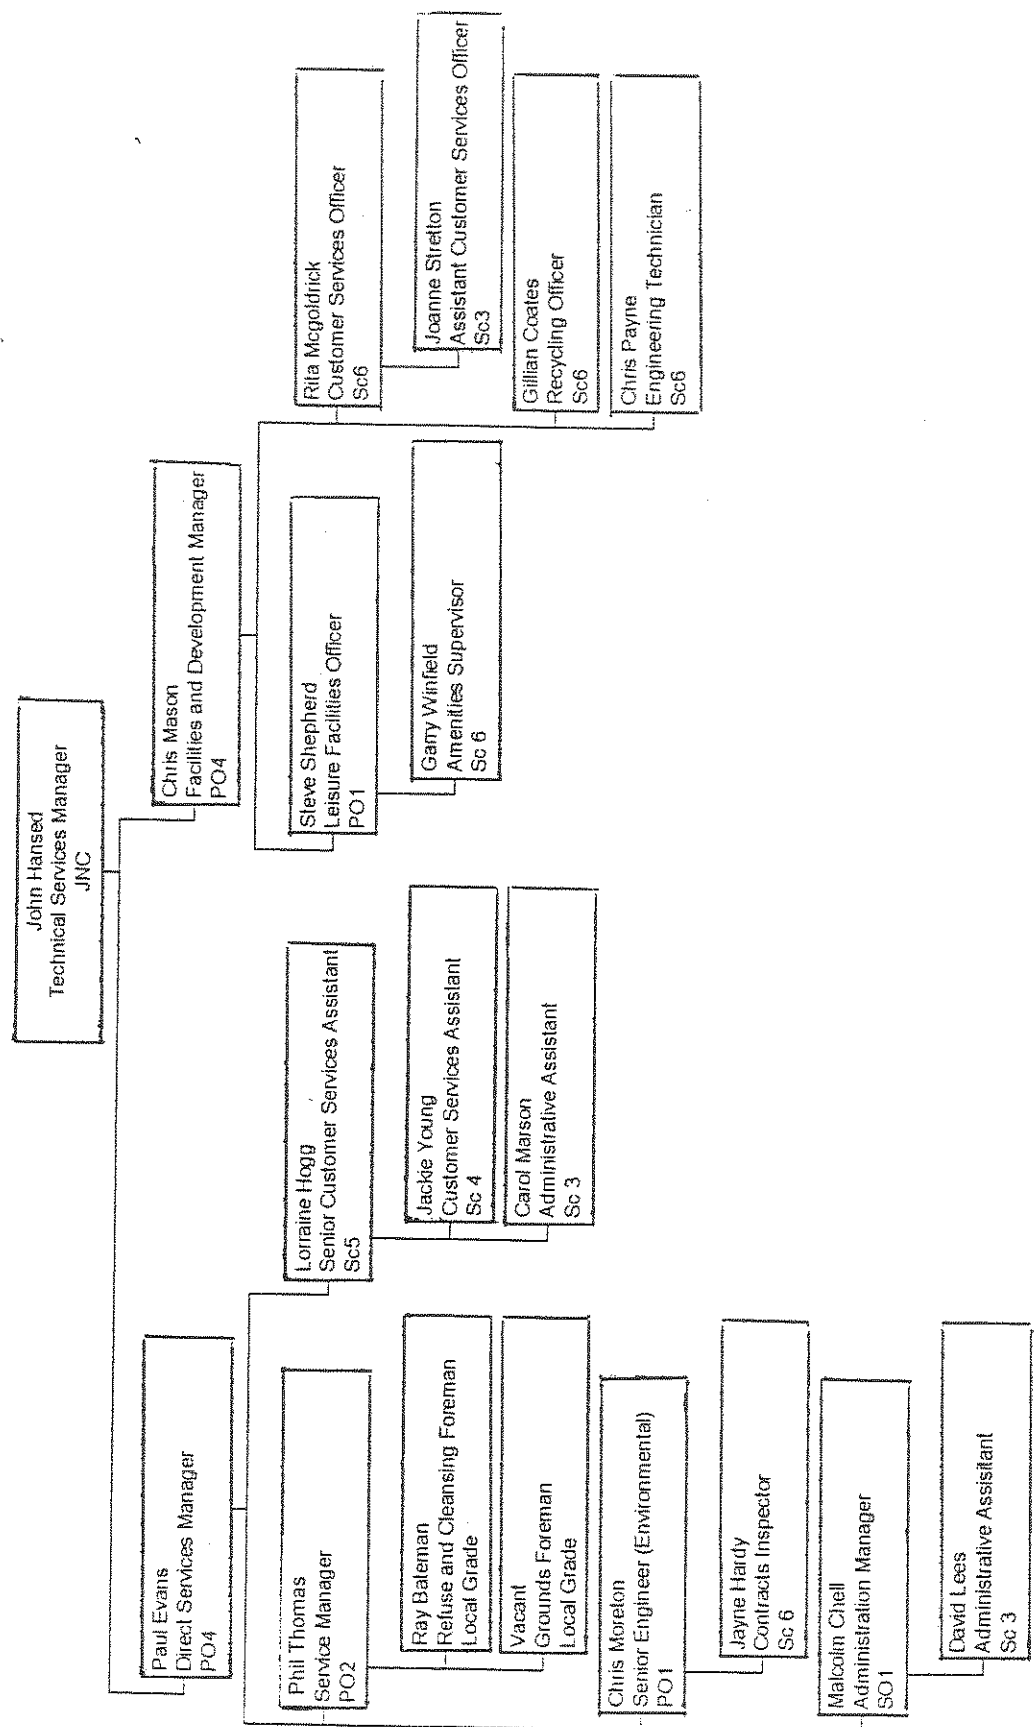 John Hansed
Technical Services Manager
JNC
Paul Evans
Direct Services Manager
PO4
Phil Thomas
Service Manager
PO2
Ray Bateman
Refuse and Cleansing Foreman
Local Grade
Vacant
Grounds Foreman
Local Grade
Chris Moreton
Senior Engineer (Environmental)
PO1
Jayne Hardy
Contracts Inspector
Sc 6
Malcolm Chell
Administration Manager
SO1
David Lees
Administrative Assisitant
Sc 3
Lorraine Hogg
Senior Customer Services Assistant
Sc5
Jackie Young
Customer Services Assistant
Sc 4
Carol Marson
Administrative Assistant
Sc 3
Chris Mason
Facilities and Development Manager
PO4
Steve Shepherd
Leisure Facilities Officer
PO1
Garry Winfield
Amenities Supervisor
Sc 6
Rita Mcgoldrick
Customer Services Officer
Sc6
Joanne Stretton
Assistant Customer Services Officer
Sc3
Gillian Coates
Recycling Officer
Sc6
Chris Payne
Engineering Technician
Sc6